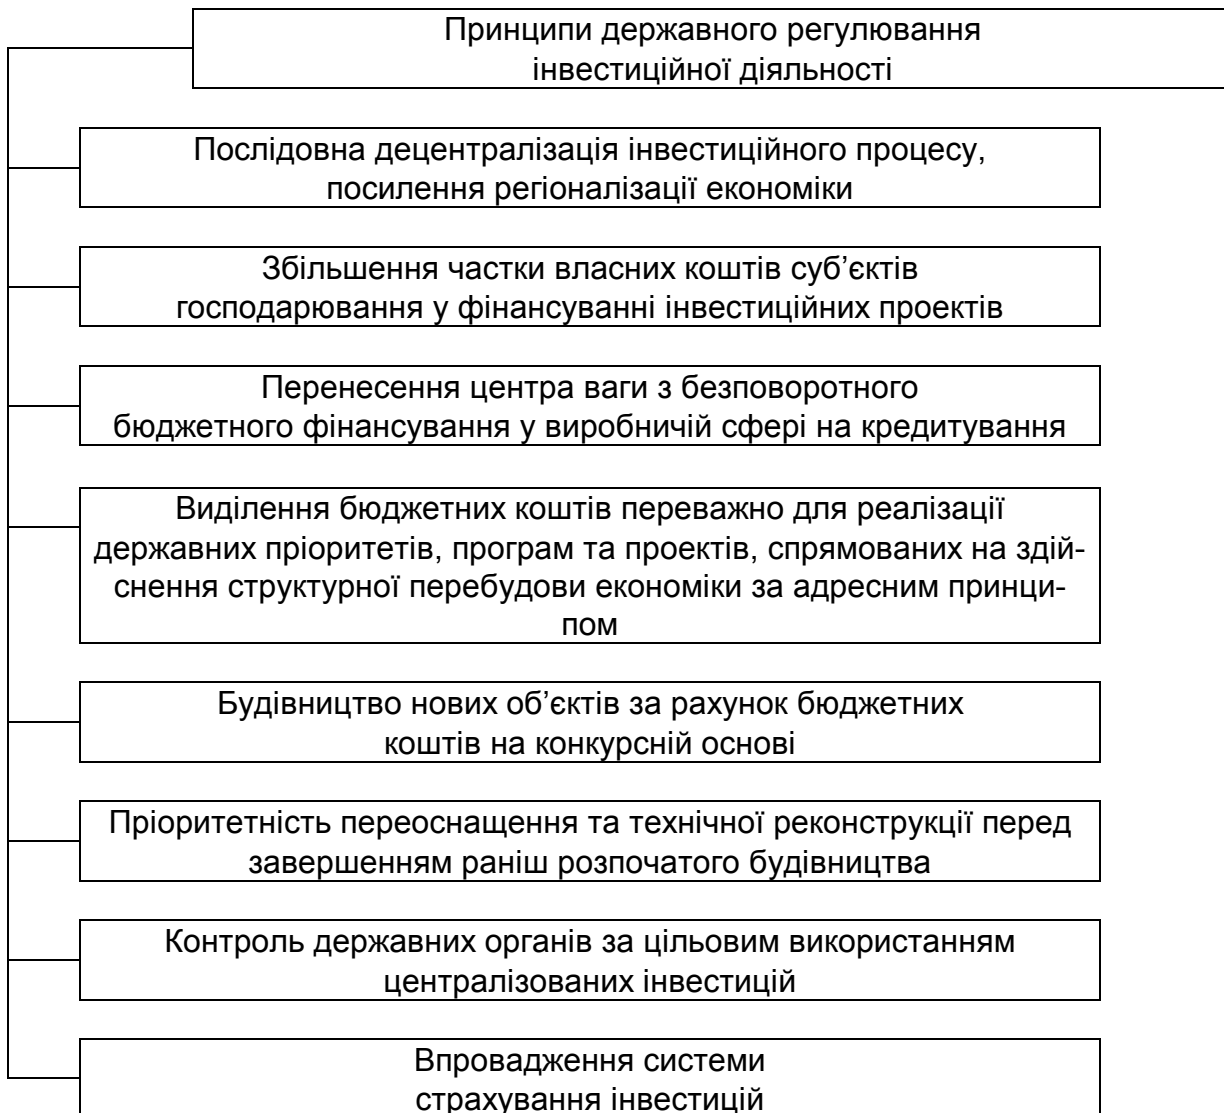 Принципи державного регулювання
інвестиційної діяльності
Послідовна децентралізація інвестиційного процесу,
посилення регіоналізації економіки
Збільшення частки власних коштів суб’єктів
господарювання у фінансуванні інвестиційних проектів
Перенесення центра ваги з безповоротного
бюджетного фінансування у виробничій сфері на кредитування
Виділення бюджетних коштів переважно для реалізації
державних пріоритетів, програм та проектів, спрямованих на здій-
снення структурної перебудови економіки за адресним принци-
пом
Будівництво нових об’єктів за рахунок бюджетних
коштів на конкурсній основі
Пріоритетність переоснащення та технічної реконструкції перед
завершенням раніш розпочатого будівництва
Контроль державних органів за цільовим використанням
централізованих інвестицій
Впровадження системи
страхування інвестицій